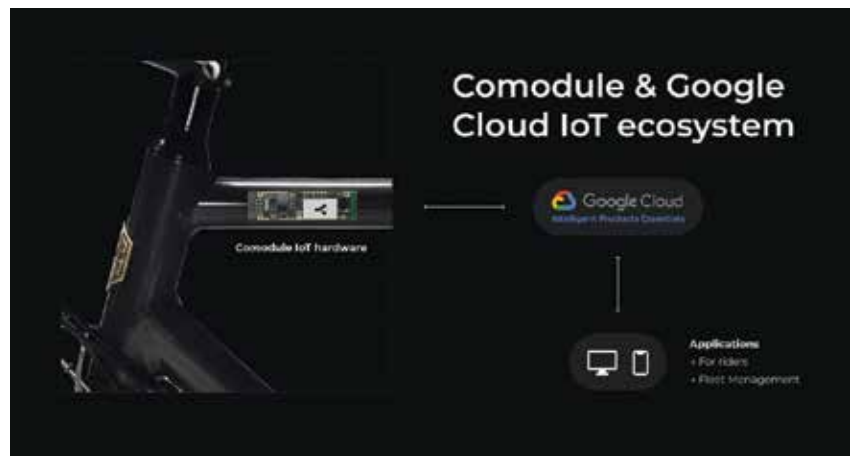 Comodule & Google
Cloud IoT ecosystem
Google Cloud
Intelligent Products Essentials
Comodule IoT hardware
Applications
+ For riders
+ Fleet Management